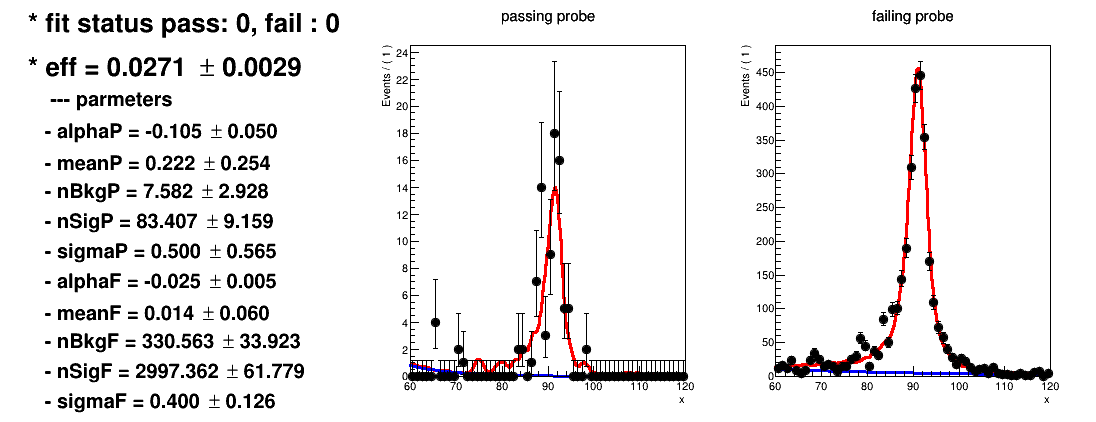 * fit status pass: 0, fail : 0
* eff = 0.0271 ± 0.0029
--- parmeters
- alphaP = -0.105 ± 0.050
- meanP = 0.222 ± 0.254
- nBkgP = 7.582 ± 2.928
- nSigP = 83.407 ± 9.159
- sigmaP = 0.500 ± 0.565
- alphaF = -0.025 ± 0.005
- meanF = 0.014 ± 0.060
- nBkgF = 330.563 ± 33.923
- nSigF = 2997.362 ± 61.779
- sigmaF = 0.400 ± 0.126
passing probe
Events / ( 1 )
24
22
20
18
16
14
12
10
8
6
4
2
0
60 70 80 90 100 110 120
x
failing probe
Events / ( 1 )
450
400
350
300
250
200
150
100
50
0
60 70 80 90 100 110 120
x